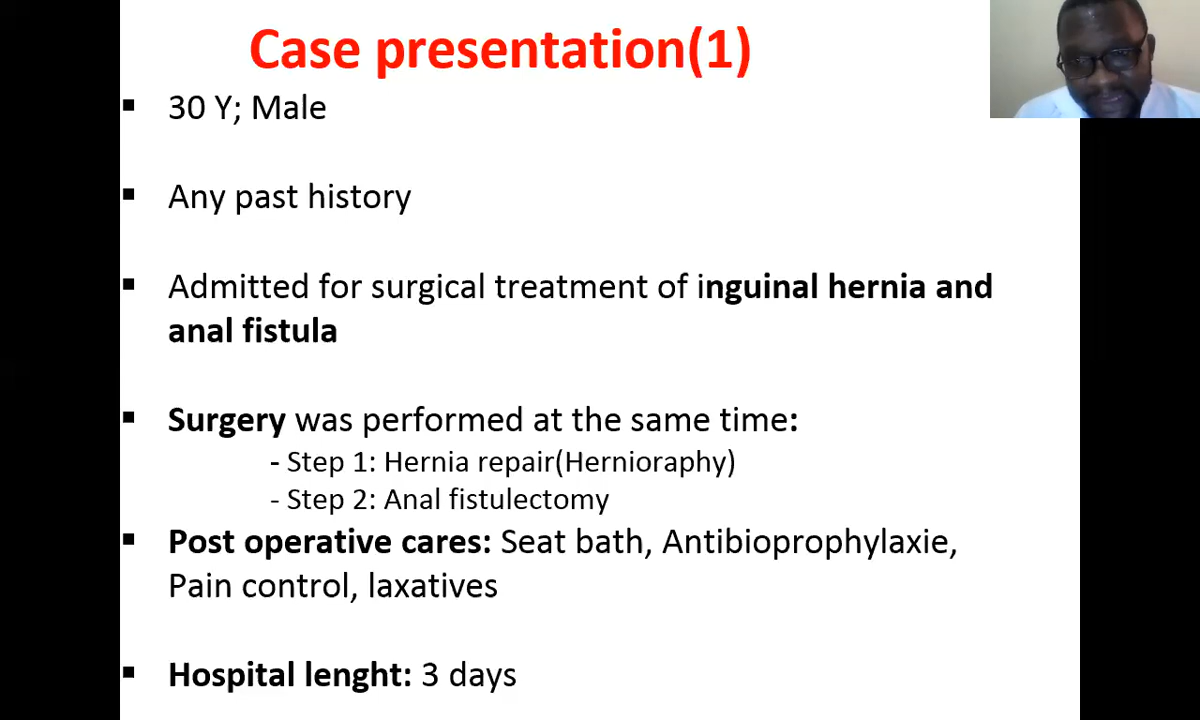 Case presentation(1)
▪ 30 Y; Male
▪ Any past history
▪ Admitted for surgical treatment of inguinal hernia and
anal fistula
▪ Surgery was performed at the same time:
- Step 1: Hernia repair(Hernioraphy)
- Step 2: Anal fistulectomy
▪ Post operative cares: Seat bath, Antibioprophylaxie,
Pain control, laxatives
▪ Hospital lenght: 3 days